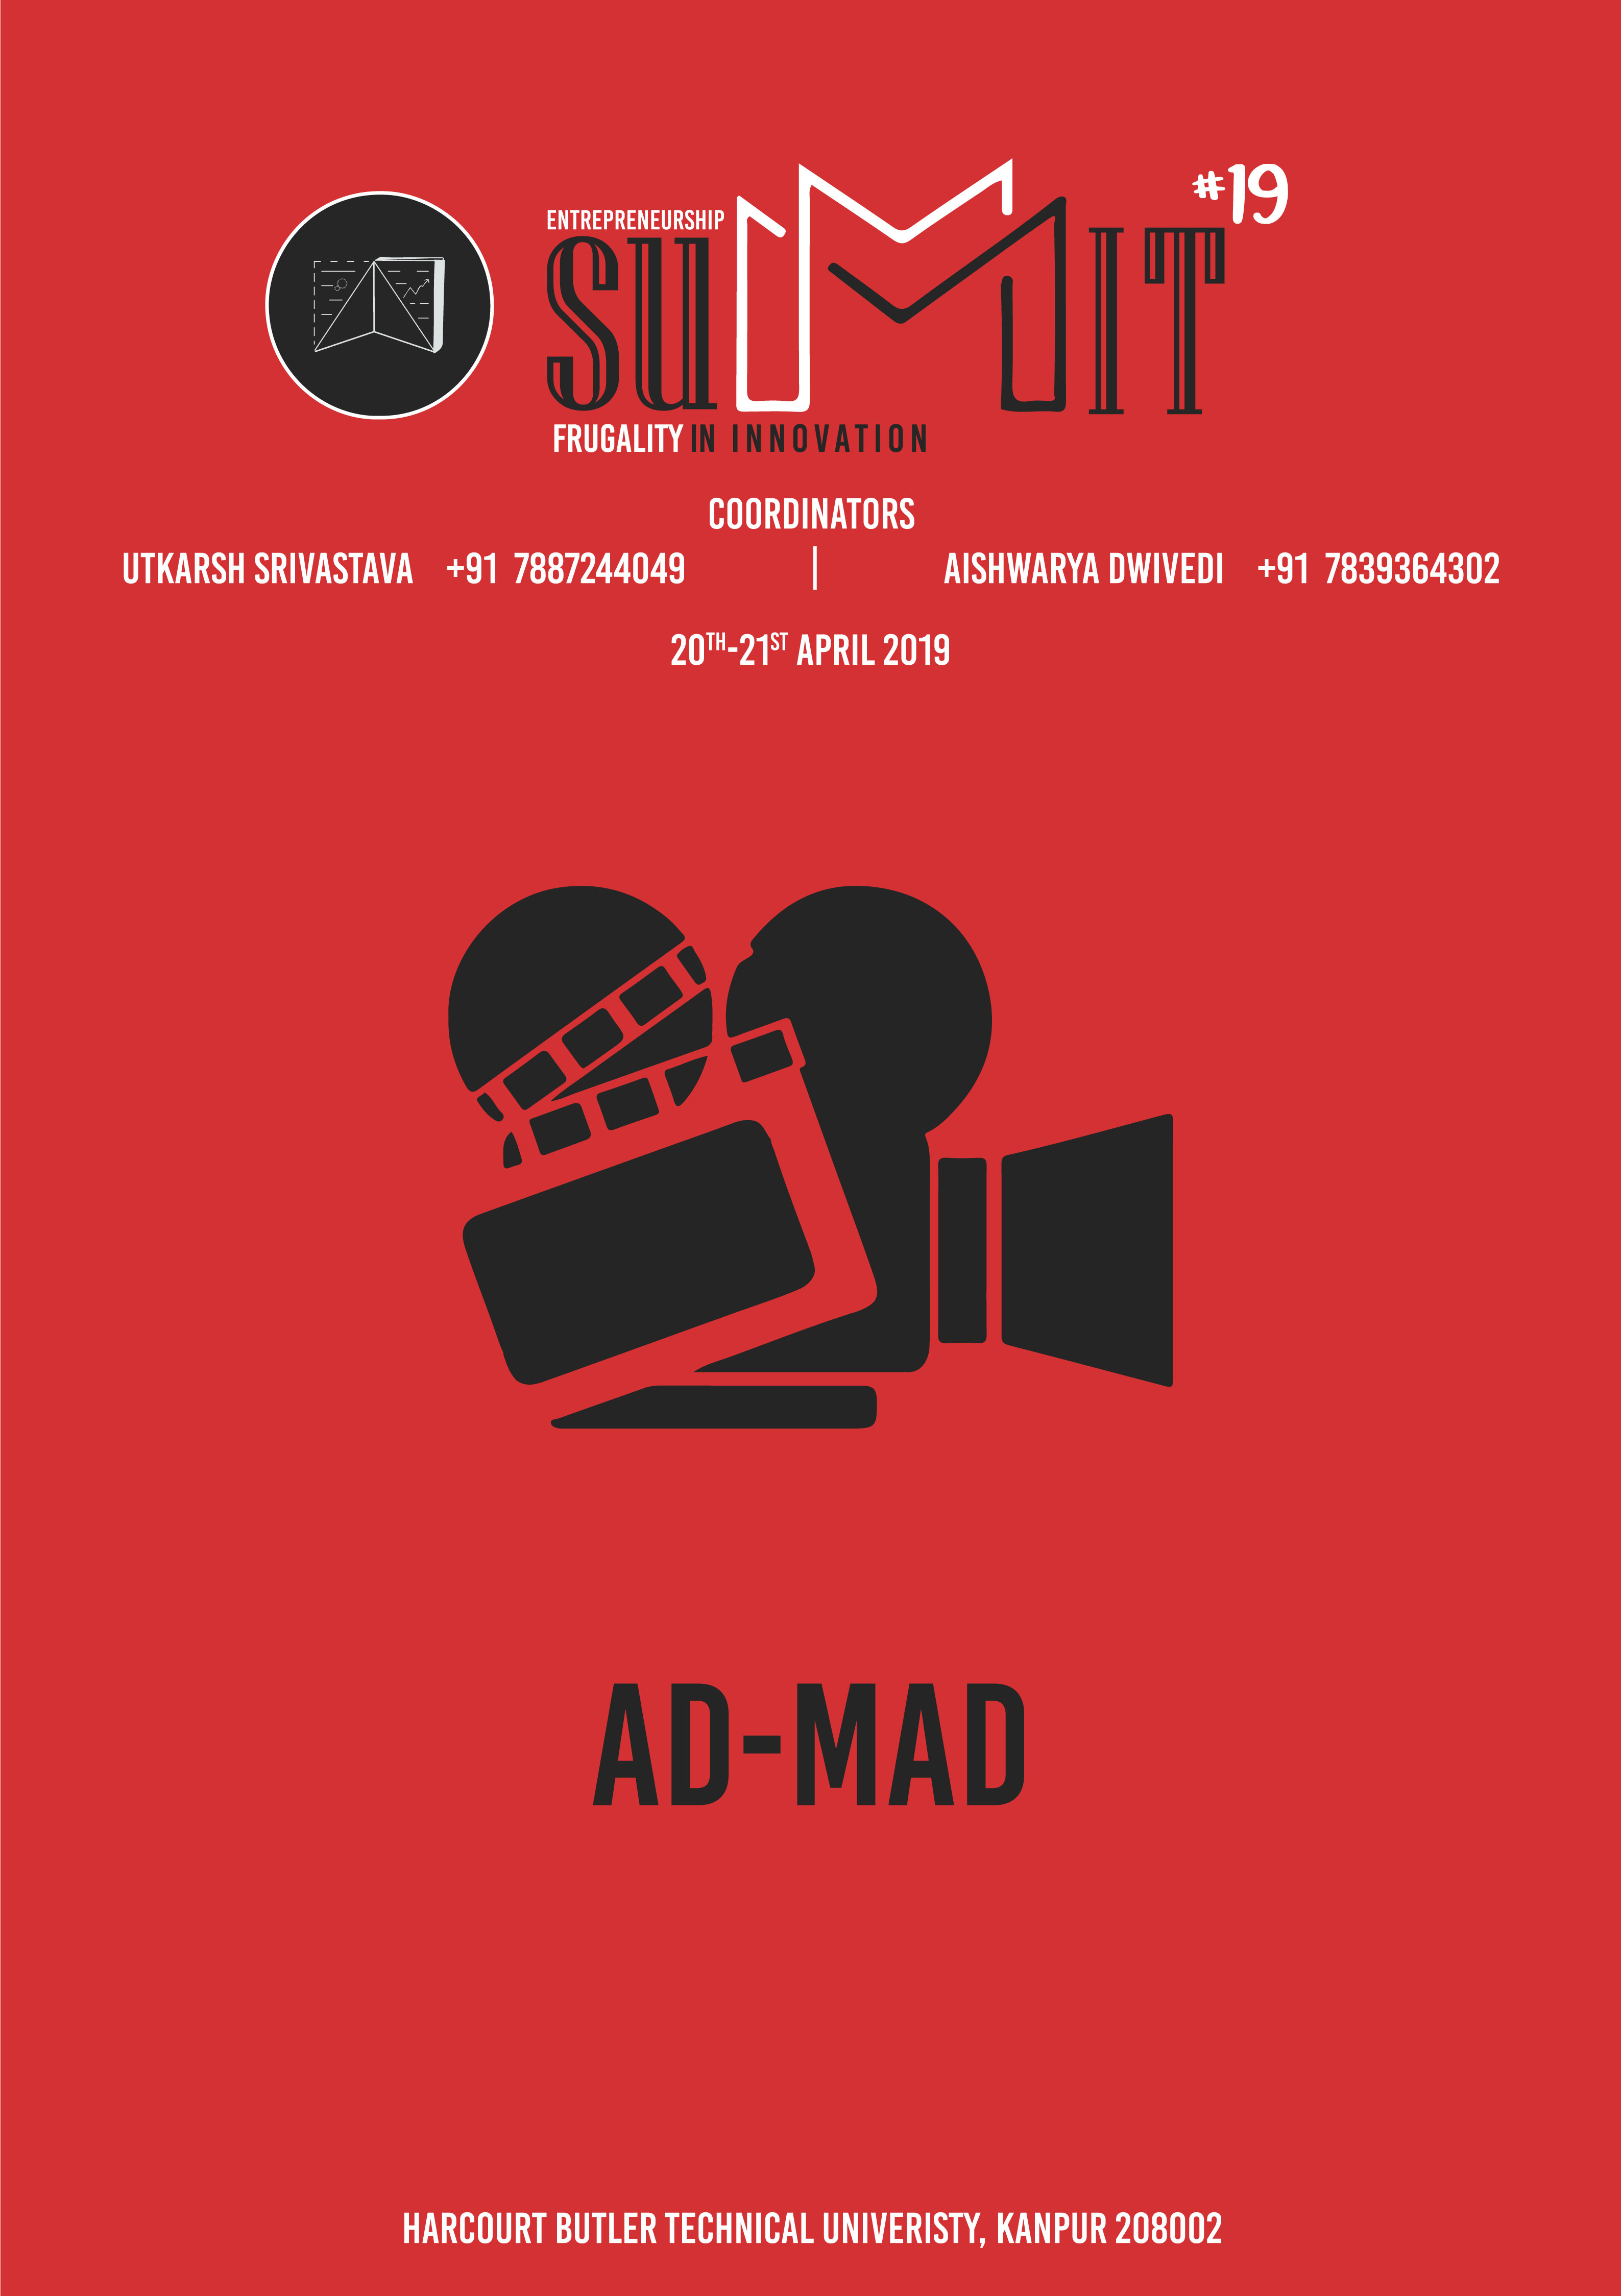 #19
ENTREPRENEURSHIP
SUMMIT
FRUGALITY IN INNOVATION
COORDINATORS
UTKARSH SRIVASTAVA +91 7887244049 | AISHWARYA DWIVEDI +91 7839364302
20TH-21ST APRIL 2019
AD-MAD
HARCOURT BUTLER TECHNICAL UNIVERISTY, KANPUR 208002